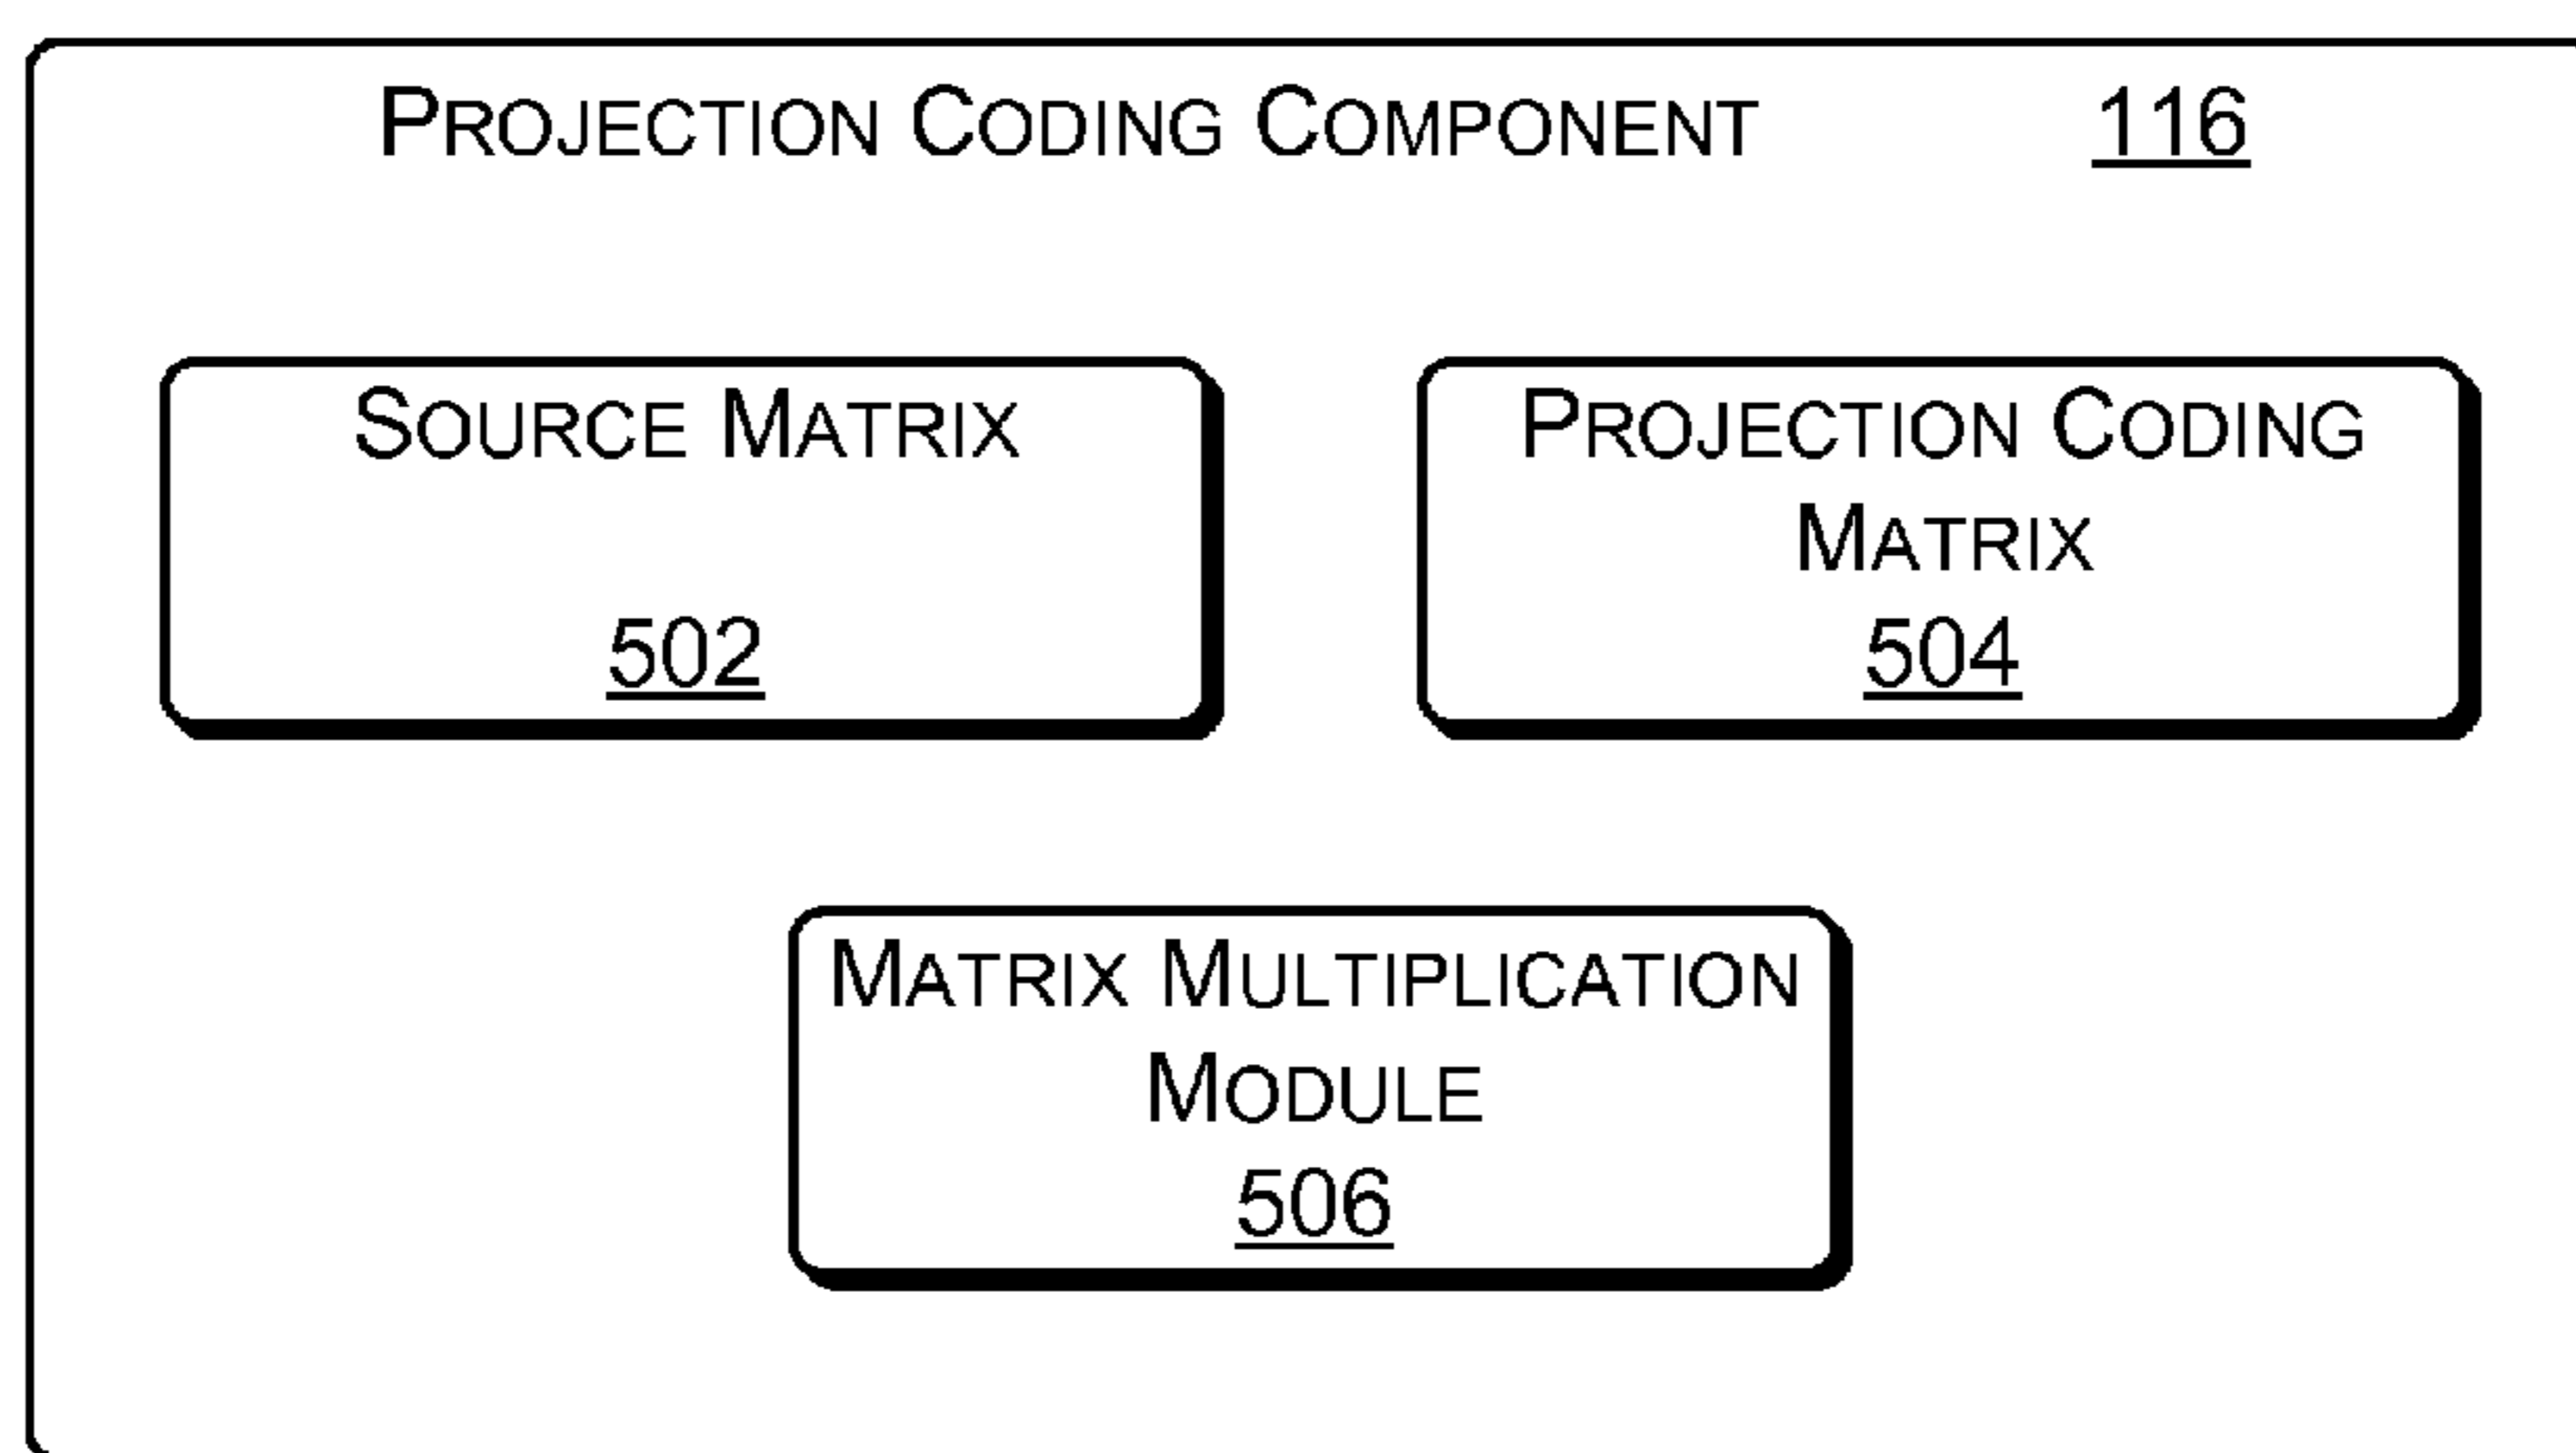 PROJECTION CODING COMPONENT 116
SOURCE MATRIX
502
PROJECTION CODING
MATRIX
504
MATRIX MULTIPLICATION
MODULE
506